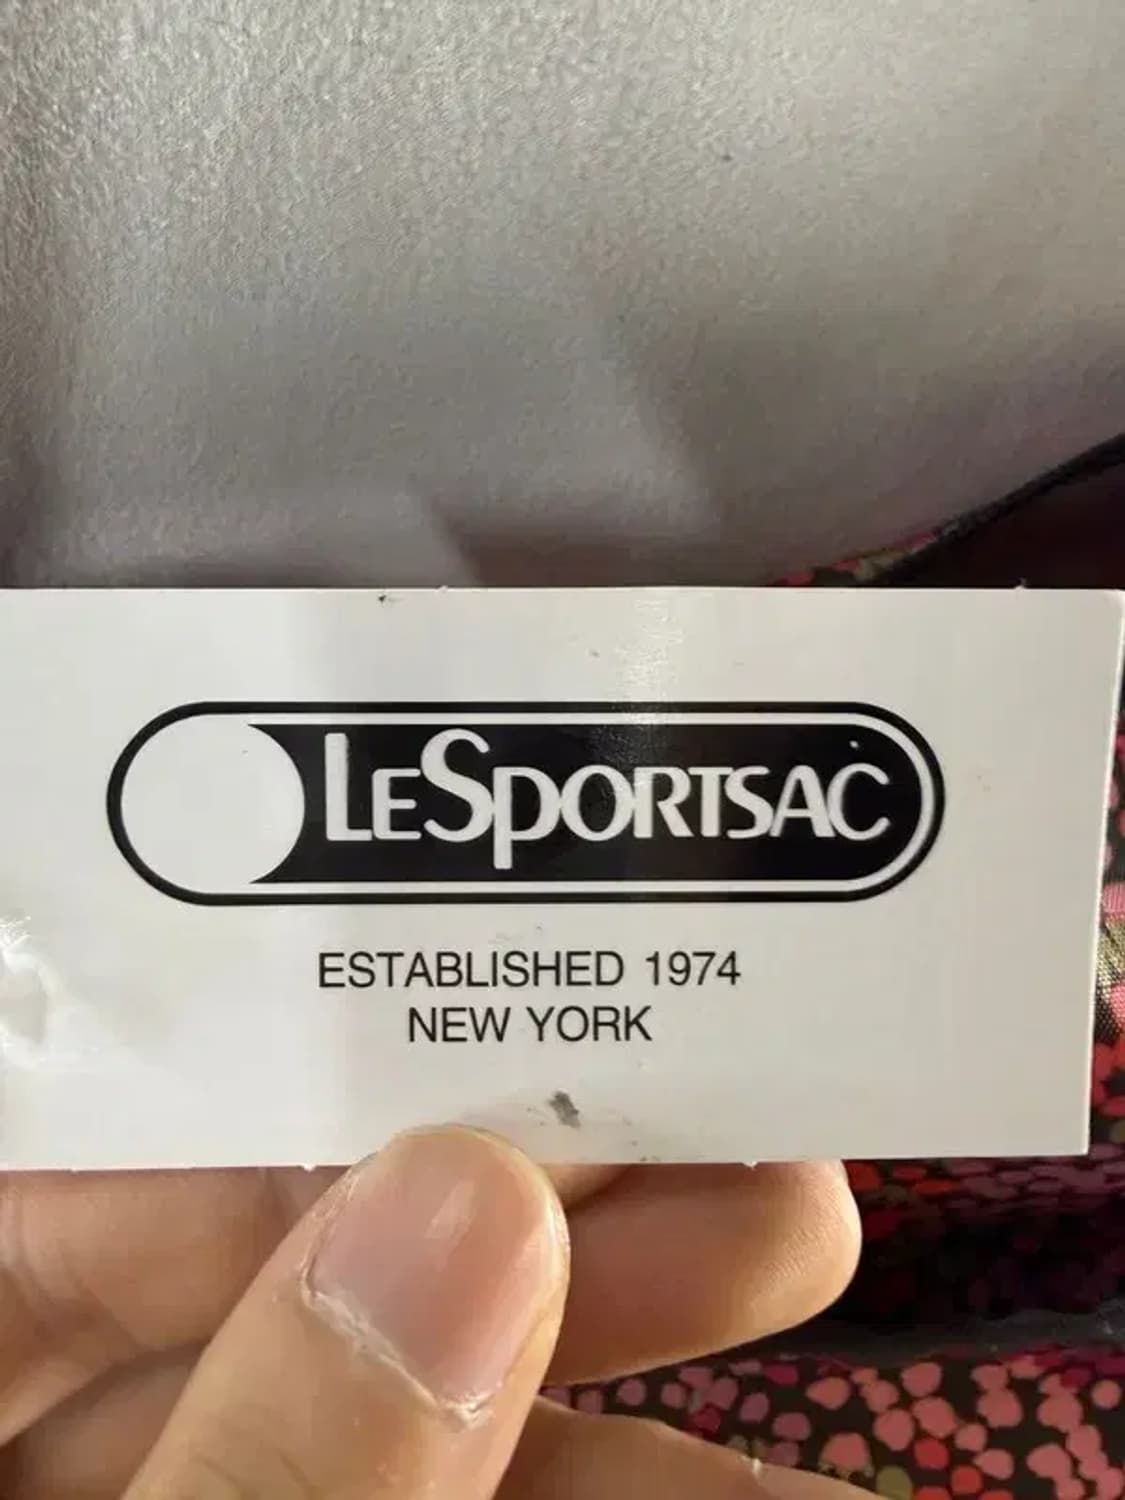 LeSportsac
ESTABLISHED 1974
NEW YORK